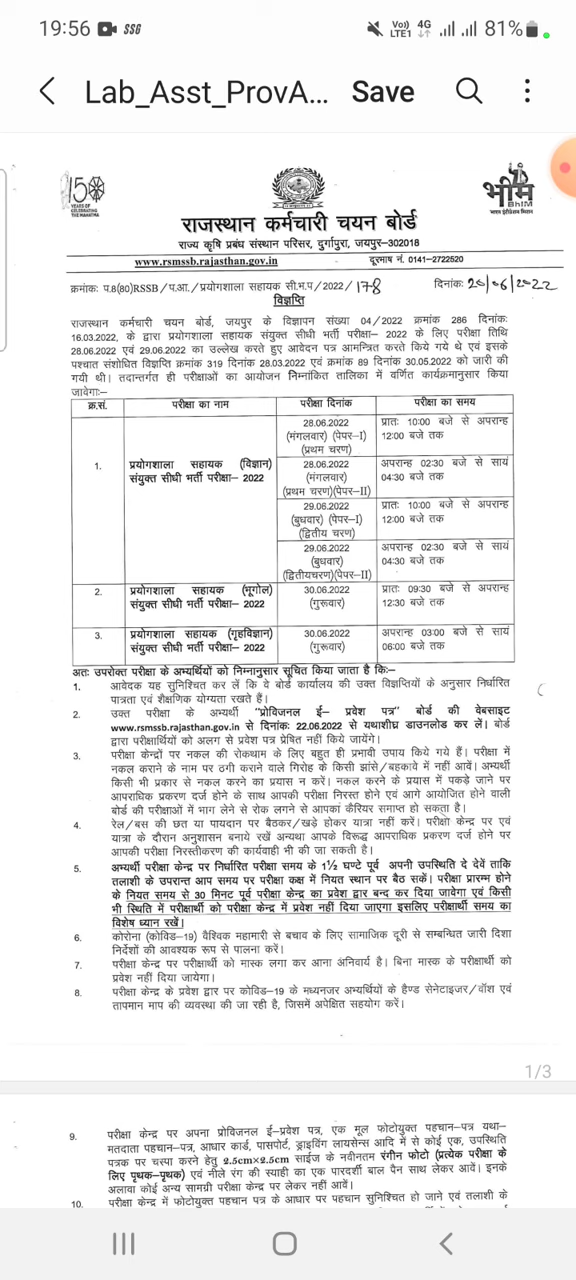 19:56 SSG Vo)) LTE1 4G 81%
Lab_Asst_ProvA... Save
150
YEARS OF
CELEBRATING
THE MAHATMA
भीम
BHIM
राजस्थान कर्मचारी चयन बोर्ड
राज्य कृषि प्रबंध संस्थान परिसर, दुर्गापुरा, जयपुर–302018
www.rsmssb.rajasthan.gov.in दूरभाष नं. 0141-2722520
क्रमांकः प.8(80)RSSB/प.आ./प्रयोगशाला सहायक सी.भ.प/2022/178 दिनांकः 20/06/2022
विज्ञप्ति
राजस्थान कर्मचारी चयन बोर्ड, जयपुर के विज्ञापन संख्या 04/2022 क्रमांक 286 दिनांकः
16.03.2022, के द्वारा प्रयोगशाला सहायक संयुक्त सीधी भर्ती परीक्षा– 2022 के लिए परीक्षा तिथि
28.06.2022 एवं 29.06.2022 का उल्लेख करते हुए आवेदन पत्र आमन्त्रित करते किये गये थे एवं इसके
पश्चात संशोधित विज्ञप्ति क्रमांक 319 दिनांक 28.03.2022 एवं क्रमांक 89 दिनांक 30.05.2022 को जारी की
गयी थी। तदान्तर्गत ही परीक्षाओं का आयोजन निम्नांकित तालिका में वर्णित कार्यक्रमानुसार किया
जावेगाः–
क्र.सं. परीक्षा का नाम परीक्षा दिनांक परीक्षा का समय
1. प्रयोगशाला सहायक (विज्ञान)
संयुक्त सीधी भर्ती परीक्षा– 2022
28.06.2022
(मंगलवार) (पेपर–I)
(प्रथम चरण)
प्रातः 10:00 बजे से अपरान्ह
12:00 बजे तक
28.06.2022
(मंगलवार)
(प्रथम चरण)(पेपर–II)
अपरान्ह 02:30 बजे से सायं
04:30 बजे तक
29.06.2022
(बुधवार) (पेपर–I)
(द्वितीय चरण)
प्रातः 10:00 बजे से अपरान्ह
12:00 बजे तक
29.06.2022
(बुधवार)
(द्वितीयचरण)(पेपर–II)
अपरान्ह 02:30 बजे से सायं
04:30 बजे तक
2. प्रयोगशाला सहायक (भूगोल)
संयुक्त सीधी भर्ती परीक्षा– 2022
30.06.2022
(गुरूवार)
प्रातः 09:30 बजे से अपरान्ह
12:30 बजे तक
3. प्रयोगशाला सहायक (गृहविज्ञान)
संयुक्त सीधी भर्ती परीक्षा– 2022
30.06.2022
(गुरूवार)
अपरान्ह 03:00 बजे से सायं
06:00 बजे तक
अतः उपरोक्त परीक्षा के अभ्यर्थियों को निम्नानुसार सूचित किया जाता है किः–
1. आवेदक यह सुनिश्चित कर लें कि वे बोर्ड कार्यालय की उक्त विज्ञप्तियों के अनुसार निर्धारित
पात्रता एवं शैक्षणिक योग्यता रखते हैं।
2. उक्त परीक्षा के अभ्यर्थी "प्रोविजनल ई– प्रवेश पत्र" बोर्ड की वेबसाइट
www.rsmssb.rajasthan.gov.in से दिनांकः 22.06.2022 से यथाशीघ्र डाउनलोड कर लें। बोर्ड
द्वारा परीक्षार्थियों को अलग से प्रवेश पत्र प्रेषित नहीं किये जायेंगे।
3. परीक्षा केन्द्रों पर नकल की रोकथाम के लिए बहुत ही प्रभावी उपाय किये गये हैं। परीक्षा में
नकल कराने के नाम पर ठगी कराने वाले गिरोह के किसी झांसे/बहकावे में नहीं आवें। अभ्यर्थी
किसी भी प्रकार से नकल करने का प्रयास न करें। नकल करने के प्रयास में पकड़े जाने पर
आपराधिक प्रकरण दर्ज होने के साथ आपकी परीक्षा निरस्त होने एवं आगे आयोजित होने वाली
बोर्ड की परीक्षाओं में भाग लेने से रोक लगने से आपका कैरियर समाप्त हो सकता है।
4. रेल/बस की छत या पायदान पर बैठकर/खड़े होकर यात्रा नहीं करें। परीक्षा केन्द्र पर एवं
यात्रा के दौरान अनुशासन बनाये रखें अन्यथा आपके विरूद्ध आपराधिक प्रकरण दर्ज होने पर
आपकी परीक्षा निरस्तीकरण की कार्यवाही भी की जा सकती है।
5. अभ्यर्थी परीक्षा केन्द्र पर निर्धारित परीक्षा समय के 1½ घण्टे पूर्व अपनी उपस्थिति दे देवें ताकि
तलाशी के उपरान्त आप समय पर परीक्षा कक्ष में नियत स्थान पर बैठ सकें। परीक्षा प्रारम्भ होने
के नियत समय से 30 मिनट पूर्व परीक्षा केन्द्र का प्रवेश द्वार बन्द कर दिया जावेगा एवं किसी
भी स्थिति में परीक्षार्थी को परीक्षा केन्द्र में प्रवेश नहीं दिया जाएगा इसलिए परीक्षार्थी समय का
विशेष ध्यान रखें।
6. कोरोना (कोविड–19) वैश्विक महामारी से बचाव के लिए सामाजिक दूरी से सम्बन्धित जारी दिशा
निर्देशों की आवश्यक रूप से पालना करें।
7. परीक्षा केन्द्र पर परीक्षार्थी को मास्क लगा कर आना अनिवार्य है। बिना मास्क के परीक्षार्थी को
प्रवेश नहीं दिया जायेगा।
8. परीक्षा केन्द्र के प्रवेश द्वार पर कोविड–19 के मध्यनजर अभ्यर्थियों के हैण्ड सेनेटाइजर/वॉश एवं
तापमान माप की व्यवस्था की जा रही है, जिसमें अपेक्षित सहयोग करें।
1/3
9. परीक्षा केन्द्र पर अपना प्रोविजनल ई–प्रवेश पत्र, एक मूल फोटोयुक्त पहचान–पत्र यथा–
मतदाता पहचान–पत्र, आधार कार्ड, पासपोर्ट, ड्राइविंग लायसेन्स आदि में से कोई एक, उपस्थिति
पत्रक पर चस्पा करने हेतु 2.5cm×2.5cm साईज के नवीनतम रंगीन फोटो (प्रत्येक परीक्षा के
लिए पृथक–पृथक) एवं नीले रंग की स्याही का एक पारदर्शी बाल पैन साथ लेकर आवें। इनके
अलावा कोई अन्य सामग्री परीक्षा केन्द्र पर लेकर नहीं आवें।
10. परीक्षा केन्द्र में फोटोयुक्त पहचान पत्र के आधार पर पहचान सुनिश्चित हो जाने एवं तलाशी के